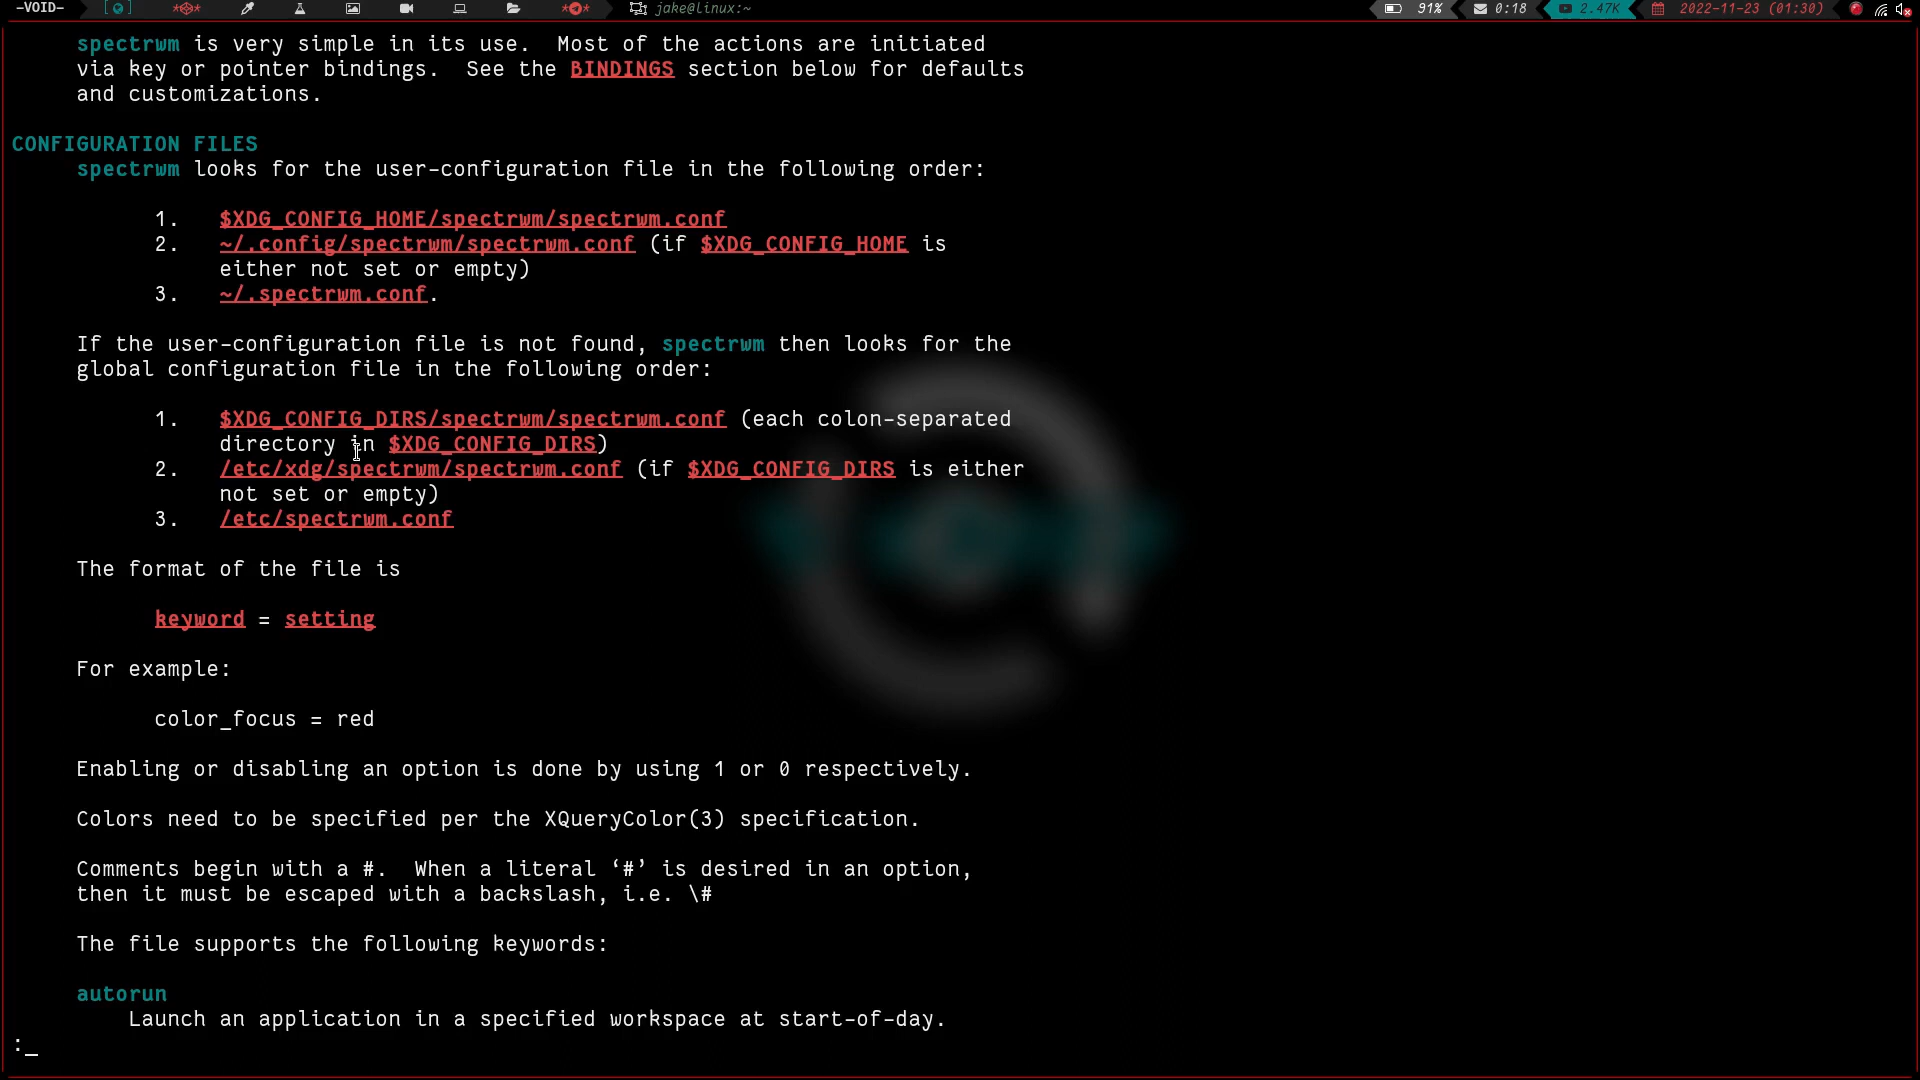 -VOID-
jake@linux:~
91%
0:18
2.47K
2022-11-23 (01:30)
spectrwm is very simple in its use.  Most of the actions are initiated
via key or pointer bindings.  See the BINDINGS section below for defaults
and customizations.
CONFIGURATION FILES
spectrwm looks for the user-configuration file in the following order:
1.   $XDG_CONFIG_HOME/spectrwm/spectrwm.conf
2.   ~/.config/spectrwm/spectrwm.conf (if $XDG_CONFIG_HOME is
either not set or empty)
3.   ~/.spectrwm.conf.
If the user-configuration file is not found, spectrwm then looks for the
global configuration file in the following order:
1.   $XDG_CONFIG_DIRS/spectrwm/spectrwm.conf (each colon-separated
directory in $XDG_CONFIG_DIRS)
2.   /etc/xdg/spectrwm/spectrwm.conf (if $XDG_CONFIG_DIRS is either
not set or empty)
3.   /etc/spectrwm.conf
The format of the file is
keyword = setting
For example:
color_focus = red
Enabling or disabling an option is done by using 1 or 0 respectively.
Colors need to be specified per the XQueryColor(3) specification.
Comments begin with a #.  When a literal ‘#’ is desired in an option,
then it must be escaped with a backslash, i.e. \#
The file supports the following keywords:
autorun
Launch an application in a specified workspace at start-of-day.
:_